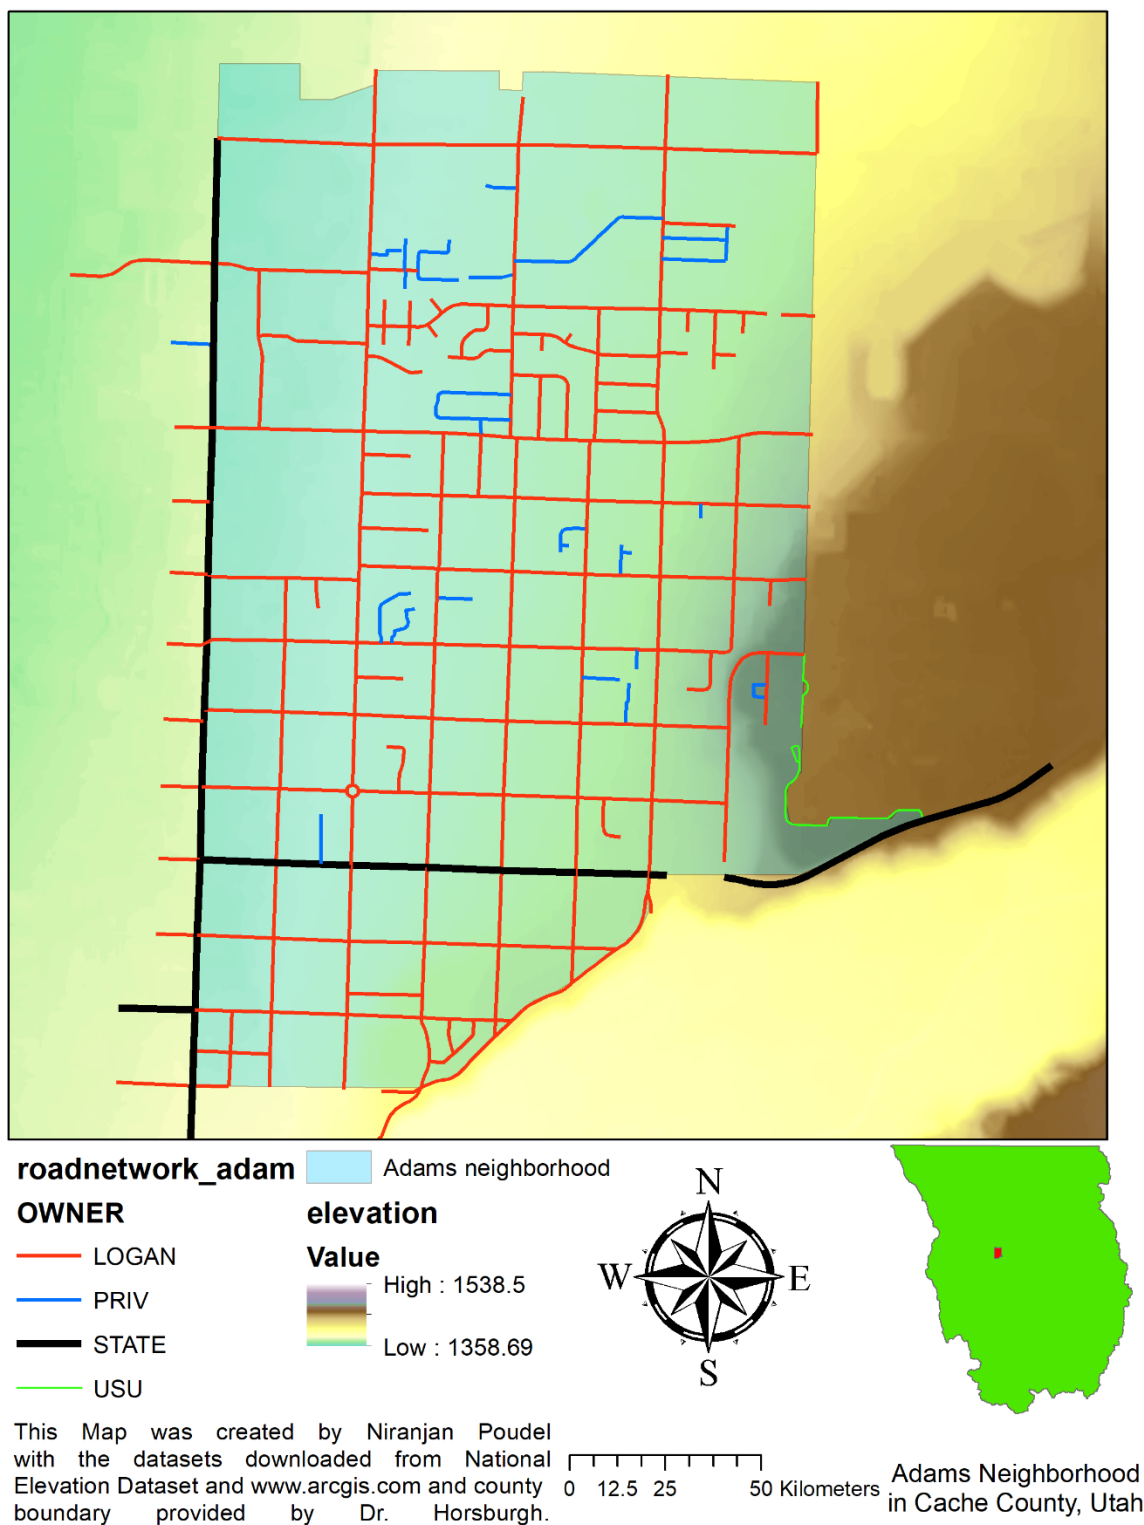 roadnetwork_adam
OWNER
LOGAN
PRIV
STATE
USU
Adams neighborhood
elevation
Value
High : 1538.5
Low : 1358.69
N
W E
S
This Map was created by Niranjan Poudel
with the datasets downloaded from National
Elevation Dataset and www.arcgis.com and county
boundary provided by Dr. Horsburgh.
0 12.5 25 50 Kilometers
Adams Neighborhood
in Cache County, Utah